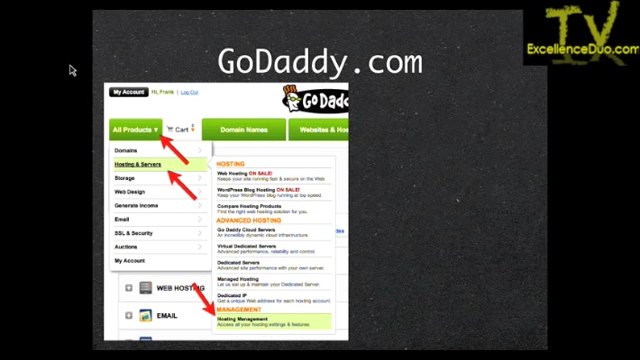 IX
ExcellenceDuo.com
GoDaddy.com
My Account
Hi, Frank
Log Out
Go Dadd
All Products
Cart
Domain Names
Websites & Hos
Domains
Hosting & Servers
Storage
Web Design
Generate Income
Email
SSL & Security
Auctions
My Account
HOSTING
Web Hosting ON SALE!
Keeps your site running fast & secure on the Web.
WordPress Blog Hosting ON SALE!
Keep your WordPress blog running at top speed.
Compare Hosting Products
Find the right web hosting solution for you.
ADVANCED HOSTING
Go Daddy Cloud Servers
An incredibly dynamic cloud infrastructure.
Virtual Dedicated Servers
Advanced performance, reliability and control.
Dedicated Servers
Advanced site performance with your own server.
Managed Hosting
Let us set up & maintain your Dedicated Server.
Dedicated IP
Get a unique Web address for each hosting account.
MANAGEMENT
Hosting Management
Access all your hosting settings & features.
WEB HOSTING
EMAIL